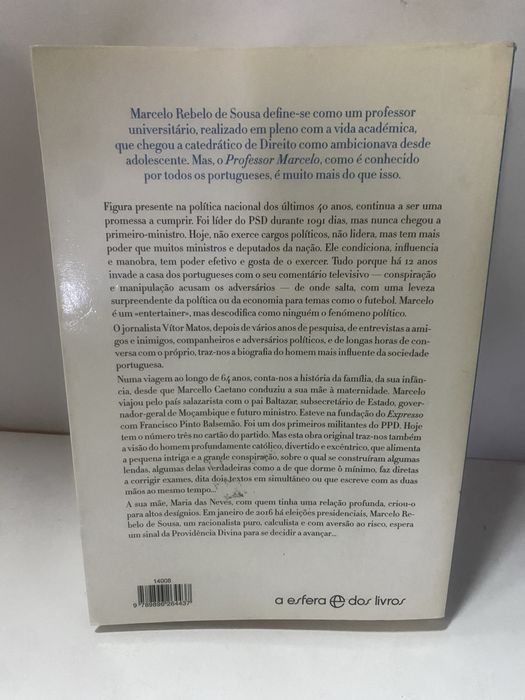 Marcelo Rebelo de Sousa define-se como um professor
universitário, realizado em pleno com a vida académica,
que chegou a catedrático de Direito como ambicionava desde
adolescente. Mas, o Professor Marcelo, como é conhecido
por todos os portugueses, é muito mais do que isso.
Figura presente na política nacional dos últimos 40 anos, continua a ser uma
promessa a cumprir. Foi líder do PSD durante 1091 dias, mas nunca chegou a
primeiro-ministro. Hoje, não exerce cargos políticos, não lidera, mas tem mais
poder que muitos ministros e deputados da nação. Ele condiciona, influencia
e manobra, tem poder efetivo e gosta de o exercer. Tudo porque há 12 anos
invade a casa dos portugueses com o seu comentário televisivo — conspiração
e manipulação acusam os adversários — de onde salta, com uma leveza
surpreendente da política ou da economia para temas como o futebol. Marcelo
é um «entertainer», mas descodifica como ninguém o fenómeno político.
O jornalista Vítor Matos, depois de vários anos de pesquisa, de entrevistas a ami-
gos e inimigos, companheiros e adversários políticos, e de longas horas de con-
versa com o próprio, traz-nos a biografia do homem mais influente da sociedade
portuguesa.
Numa viagem ao longo de 64 anos, conta-nos a história da família, da sua infân-
cia, desde que Marcello Caetano conduziu a sua mãe à maternidade. Marcelo
viajou pelo país salazarista com o pai Baltazar, subsecretário de Estado, gover-
nador-geral de Moçambique e futuro ministro. Esteve na fundação do Expresso
com Francisco Pinto Balsemão. Foi um dos primeiros militantes do PPD. Hoje
tem o número três no cartão do partido. Mas esta obra original traz-nos também
a visão do homem profundamente católico, divertido e excêntrico, que alimenta
a pequena intriga e a grande conspiração, sobre o qual se construíram algumas
lendas, algumas delas verdadeiras como a de que dorme o mínimo, faz diretas
a corrigir exames, dita dois textos em simultâneo ou que escreve com as duas
mãos ao mesmo tempo...
A sua mãe, Maria das Neves, com quem tinha uma relação profunda, criou-o
para altos desígnios. Em janeiro de 2016 há eleições presidenciais, Marcelo Re-
belo de Sousa, um racionalista puro, calculista e com aversão ao risco, espera
um sinal da Providência Divina para se decidir a avançar...
14008
9 789896 264437
a esfera dos livros